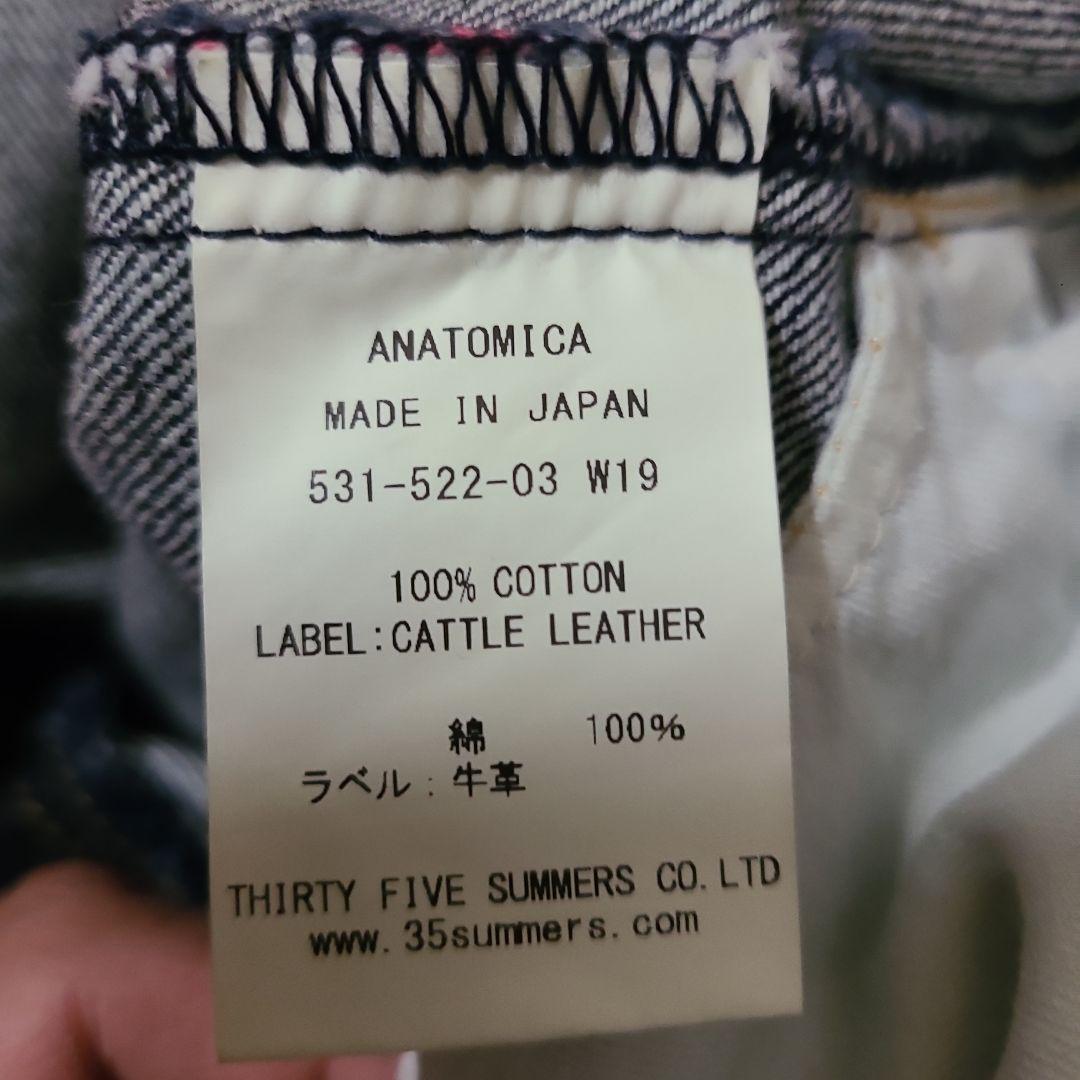 ANATOMICA
MADE IN JAPAN
531-522-03 W19
100% COTTON
LABEL:CATTLE LEATHER
綿 100%
ラベル:牛革
THIRTY FIVE SUMMERS CO.LTD
www.35summers.com